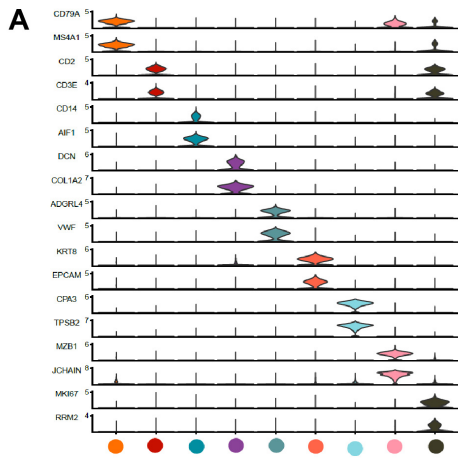 A
CD79A 5
MS4A1 5
CD2 5
CD3E 4
CD14 5
AIF1 5
DCN 6
COL1A2 7
ADGRL4 5
VWF 5
KRT8 6
EPCAM 5
CPA3 6
TPSB2 7
MZB1 6
JCHAIN 8
MKI67 5
RRM2 4